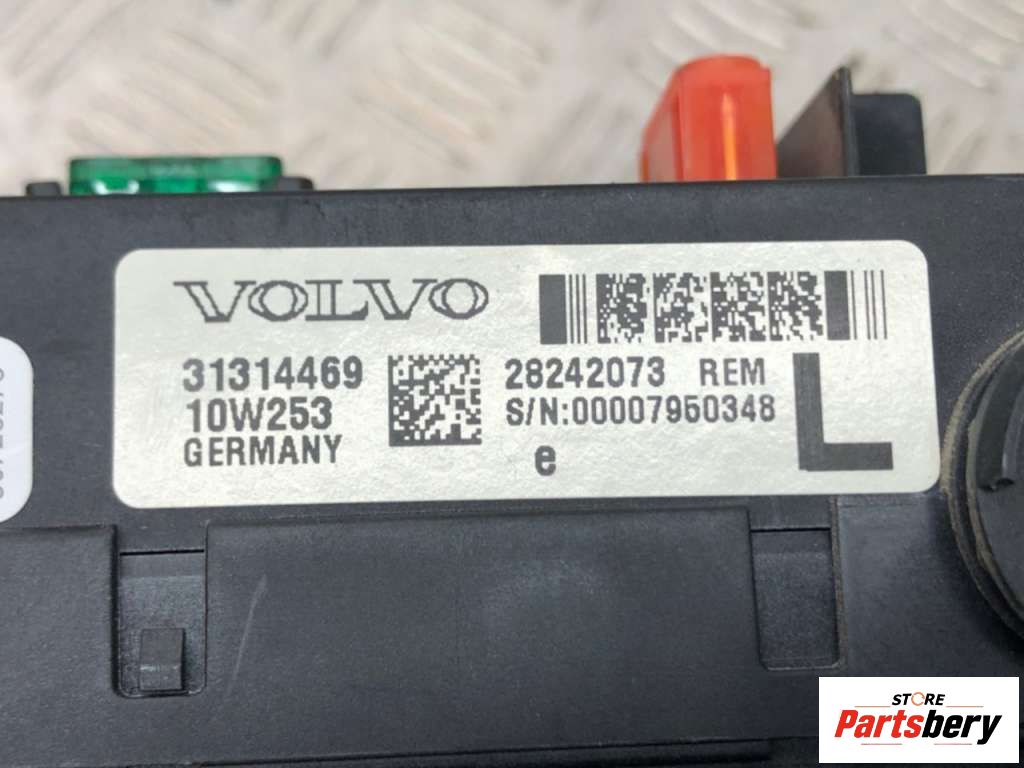 VOLVO
31314469
10W253
GERMANY
28242073 REM
S/N:00007950348
e
L
STORE
Partsbery